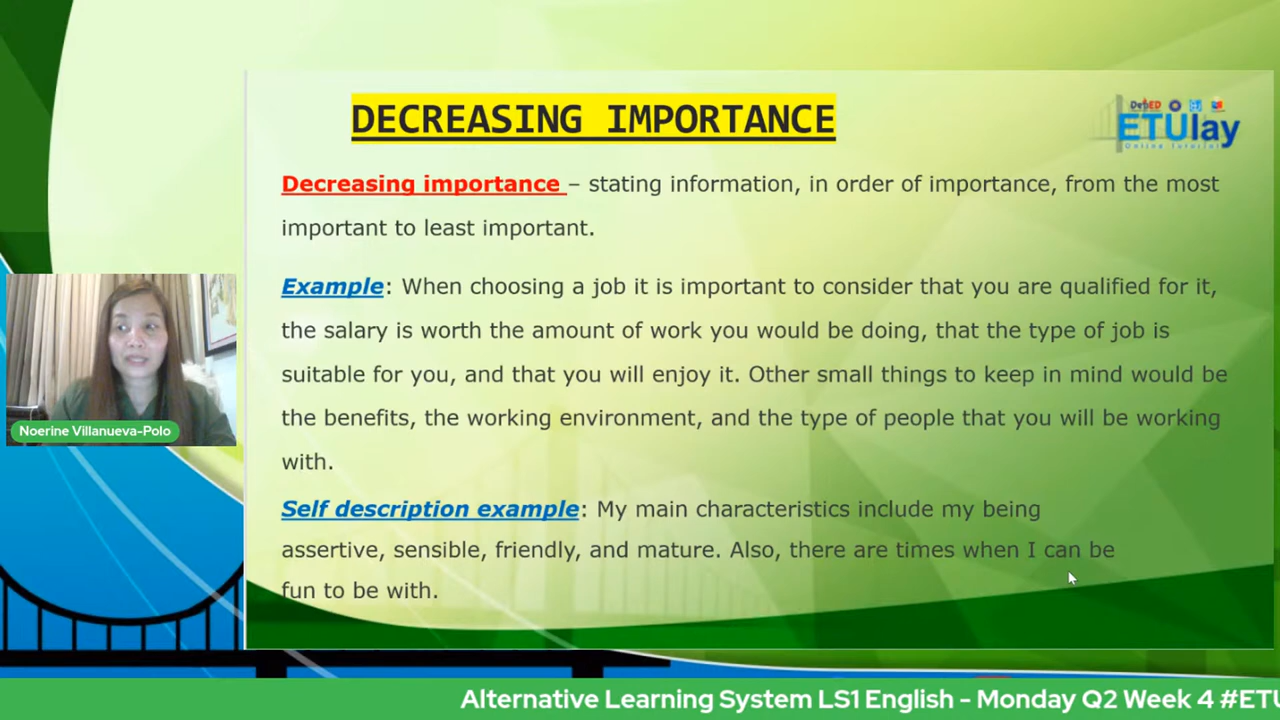 DECREASING IMPORTANCE
DepED
ETUlay
Online Tutorial
Decreasing importance – stating information, in order of importance, from the most
important to least important.
Example: When choosing a job it is important to consider that you are qualified for it,
the salary is worth the amount of work you would be doing, that the type of job is
suitable for you, and that you will enjoy it. Other small things to keep in mind would be
the benefits, the working environment, and the type of people that you will be working
with.
Noerine Villanueva-Polo
Self description example: My main characteristics include my being
assertive, sensible, friendly, and mature. Also, there are times when I can be
fun to be with.
Alternative Learning System LS1 English - Monday Q2 Week 4 #ETU